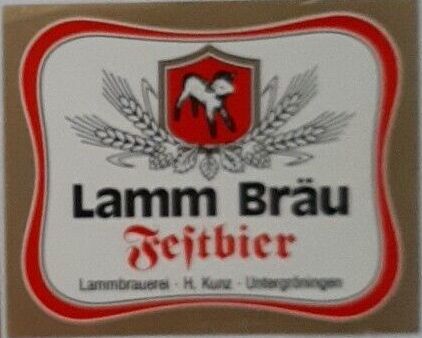 Lamm Bräu
Feſtbier
Lammbrauerei · H. Kunz · Untergröningen